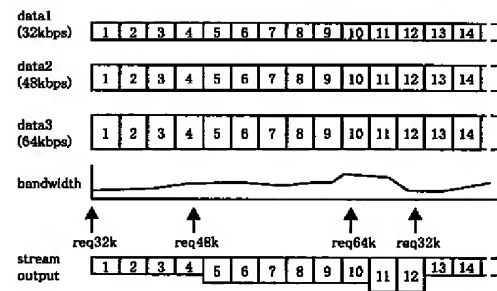 data1
(32kbps)
1 2 3 4 5 6 7 8 9 10 11 12 13 14
data2
(48kbps)
1 2 3 4 5 6 7 8 9 10 11 12 13 14
data3
(64kbps)
1 2 3 4 5 6 7 8 9 10 11 12 13 14
bandwidth
req32k req48k req64k req32k
stream
output
1 2 3 4 5 6 7 8 9 10 11 12 13 14